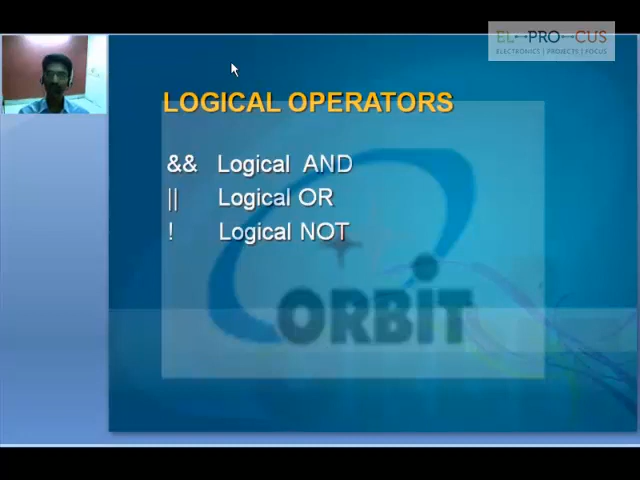 EL PRO CUS
ELECTRONICS | PROJECTS | FOCUS
LOGICAL OPERATORS
&& Logical AND
|| Logical OR
! Logical NOT
ORBIT